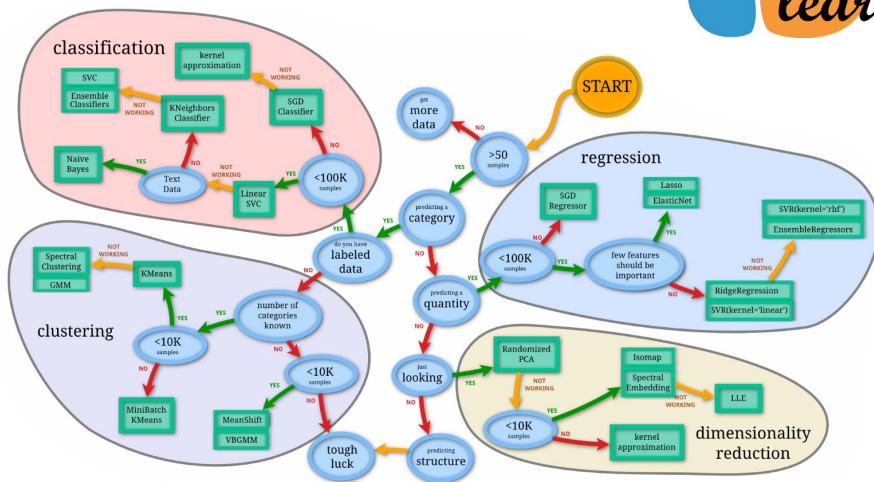 learn
classification
kernel
approximation
NOT
WORKING
START
SVC
Ensemble
Classifiers
NOT
WORKING
KNeighbors
Classifier
SGD
Classifier
get
more
data
NO
>50
samples
regression
NO
YES
Naive
Bayes
YES
NO
Text
Data
NOT
WORKING
Linear
SVC
YES
<100K
samples
predicting a
category
YES
YES
do you have
labeled
data
NO
NO
SGD
Regressor
Lasso
ElasticNet
SVR(kernel='rbf')
EnsembleRegressors
NO
YES
<100K
samples
YES
few features
should be
important
NOT
WORKING
NO
RidgeRegression
SVR(kernel='linear')
predicting a
quantity
YES
NO
Spectral
Clustering
GMM
NOT
WORKING
KMeans
number of
categories
known
YES
YES
NO
clustering
<10K
samples
NO
<10K
samples
YES
NO
MiniBatch
KMeans
MeanShift
VBGMM
just
looking
YES
NO
Randomized
PCA
NOT
WORKING
Isomap
Spectral
Embedding
YES
NOT
WORKING
LLE
<10K
samples
NO
kernel
approximation
dimensionality
reduction
tough
luck
predicting
structure